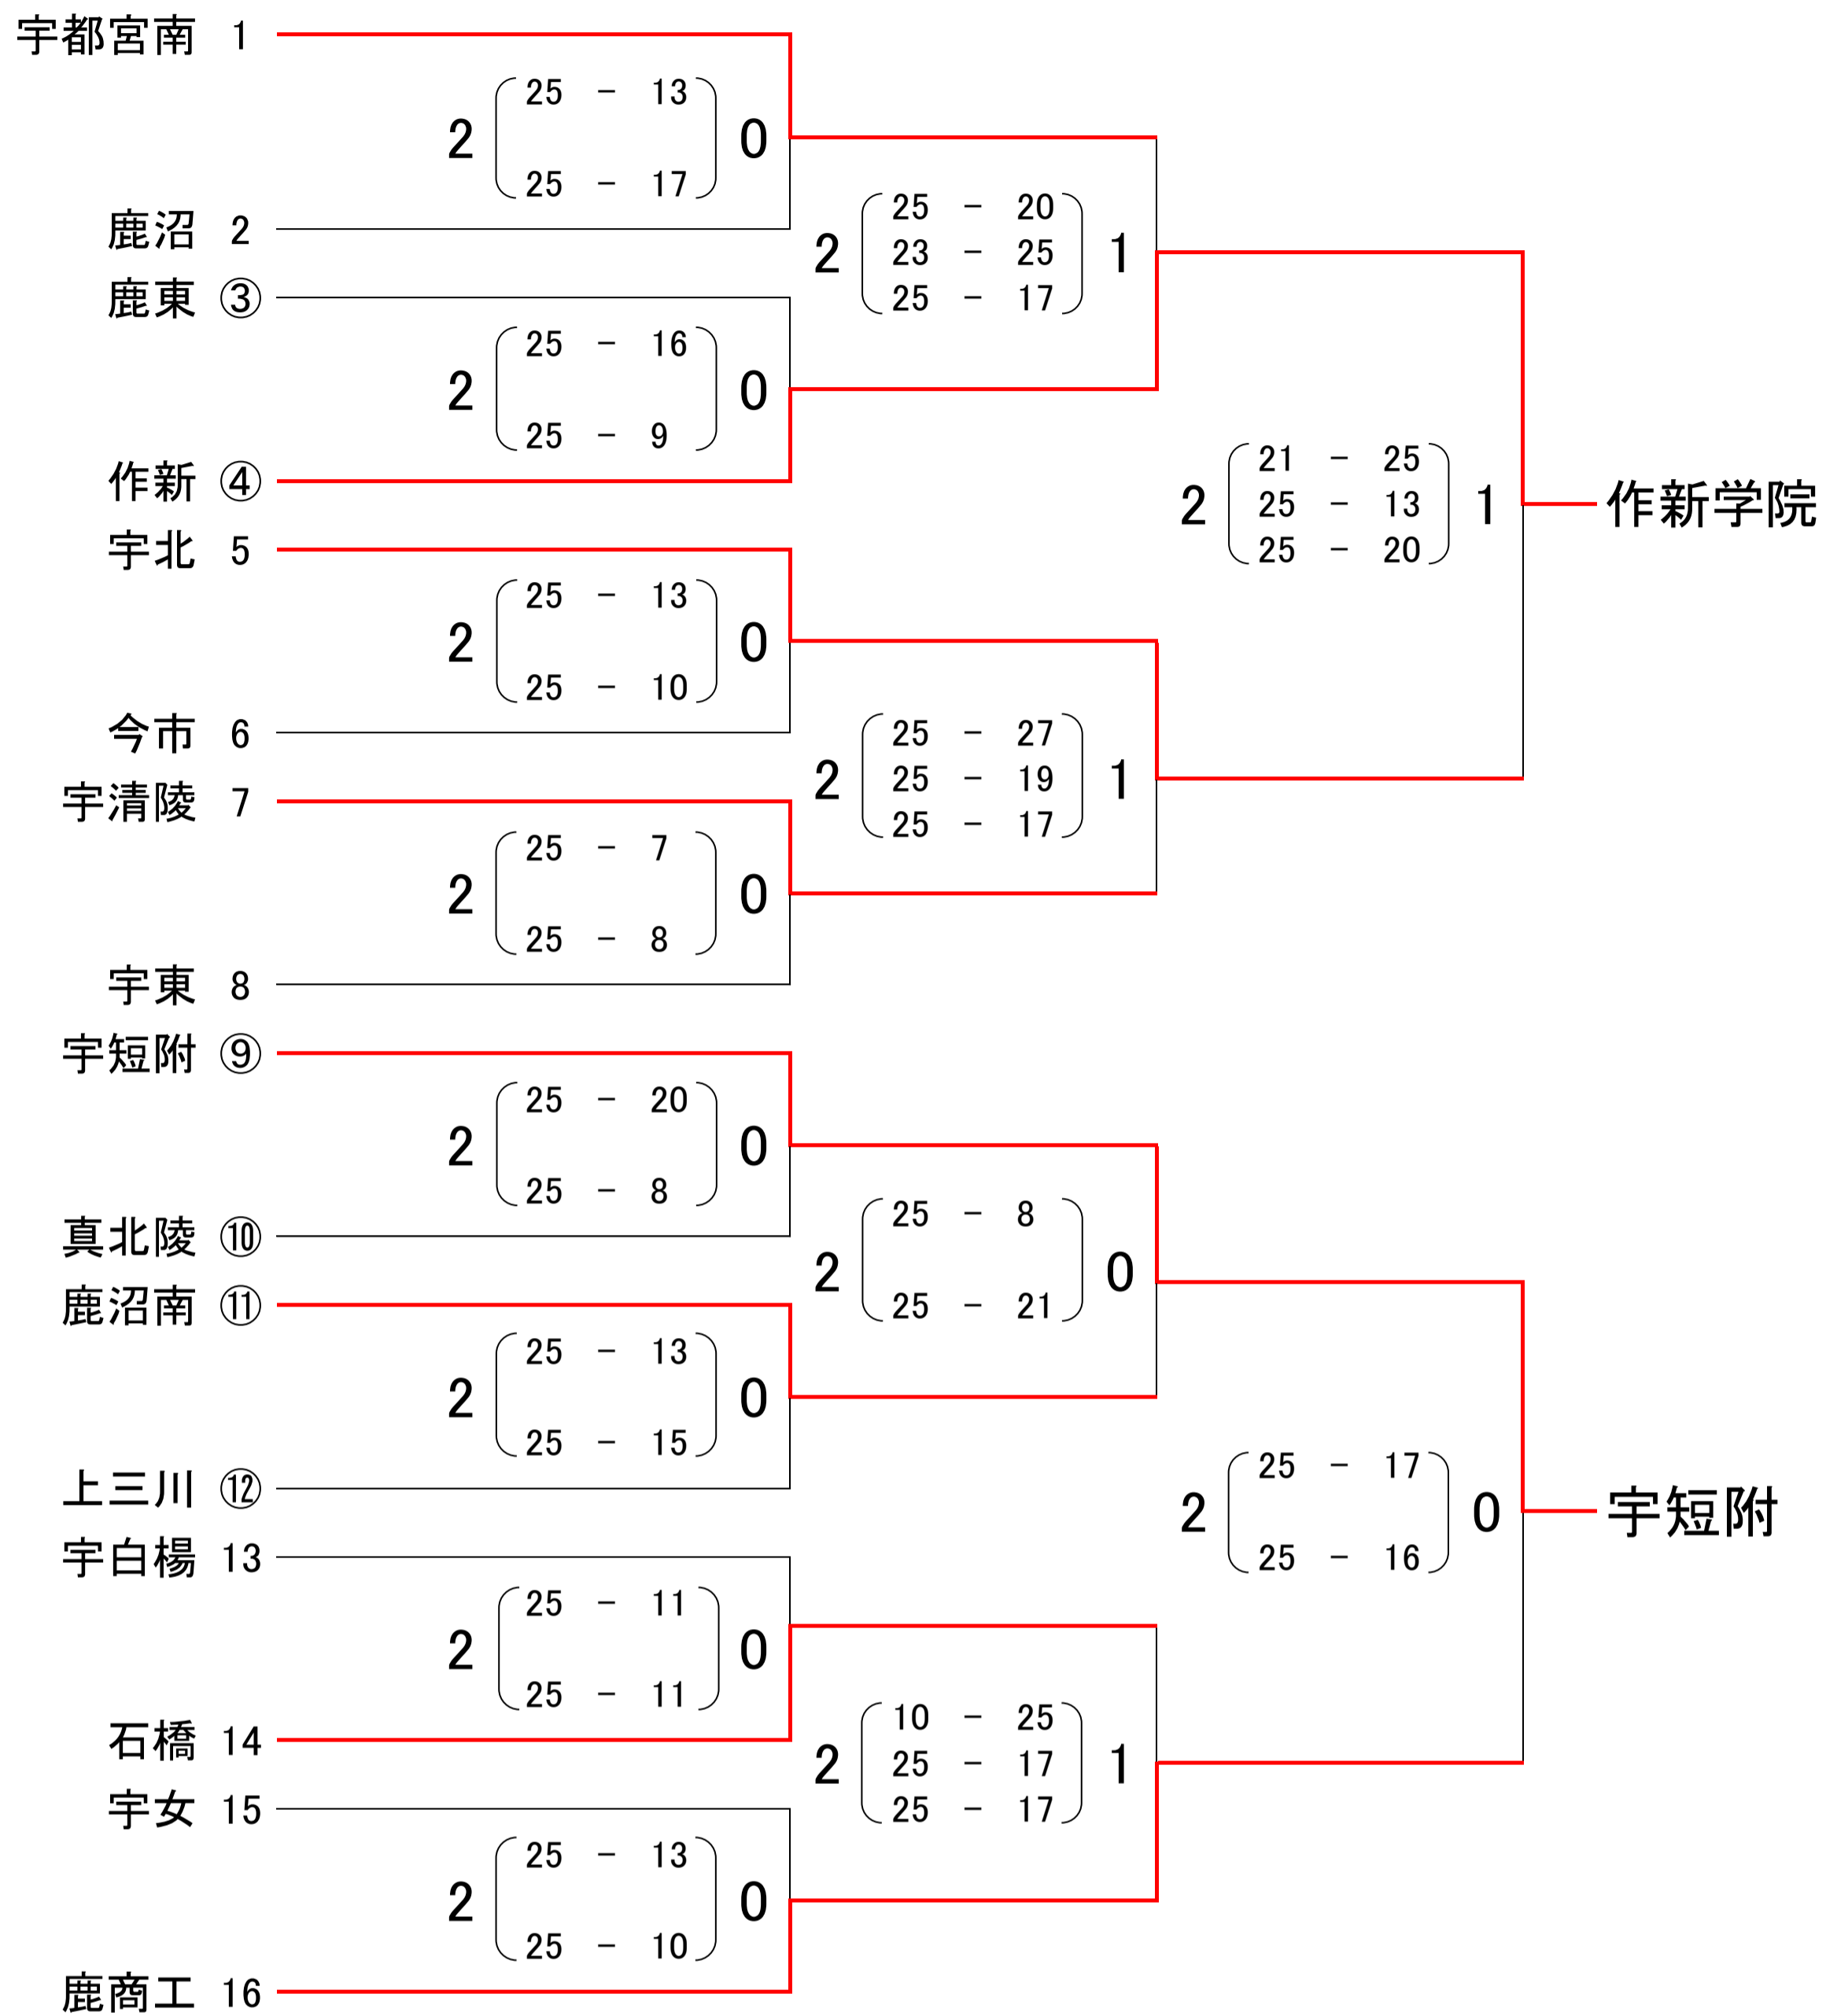 宇都宮南 1
25 － 13
2 0
25 － 17
25 － 20
鹿沼 2
2 23 － 25 1
鹿東 ③
25 － 17
25 － 16
2 0
25 － 9
21 － 25
作新 ④
2 25 － 13 1 作新学院
宇北 5
25 － 20
25 － 13
2 0
25 － 10
今市 6
25 － 27
2 25 － 19 1
宇清陵 7
25 － 17
25 － 7
2 0
25 － 8
宇東 8
宇短附 ⑨
25 － 20
2 0
25 － 8
25 － 8
真北陵 ⑩
2 0
鹿沼南 ⑪
25 － 21
25 － 13
2 0
25 － 15
25 － 17
上三川 ⑫
2 0 宇短附
宇白楊 13
25 － 16
25 － 11
2 0
25 － 11
10 － 25
石橋 14
2 25 － 17 1
宇女 15
25 － 17
25 － 13
2 0
25 － 10
鹿商工 16